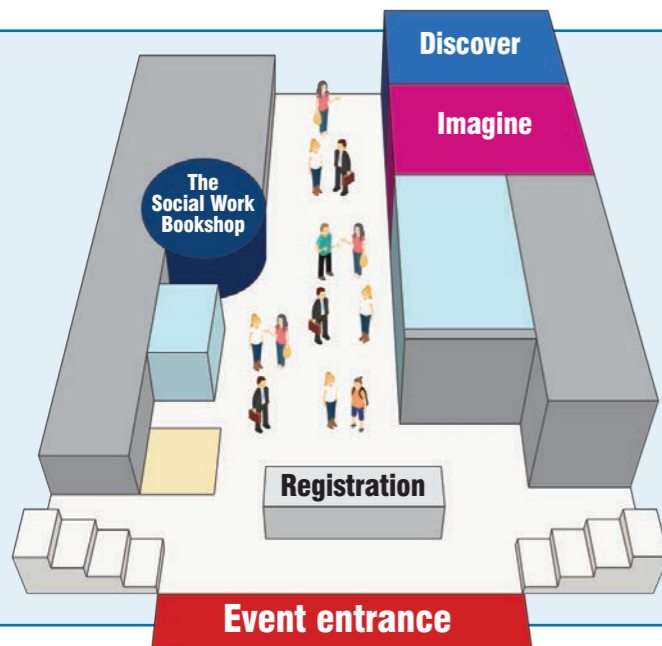 Discover
Imagine
The
Social Work
Bookshop
Registration
Event entrance